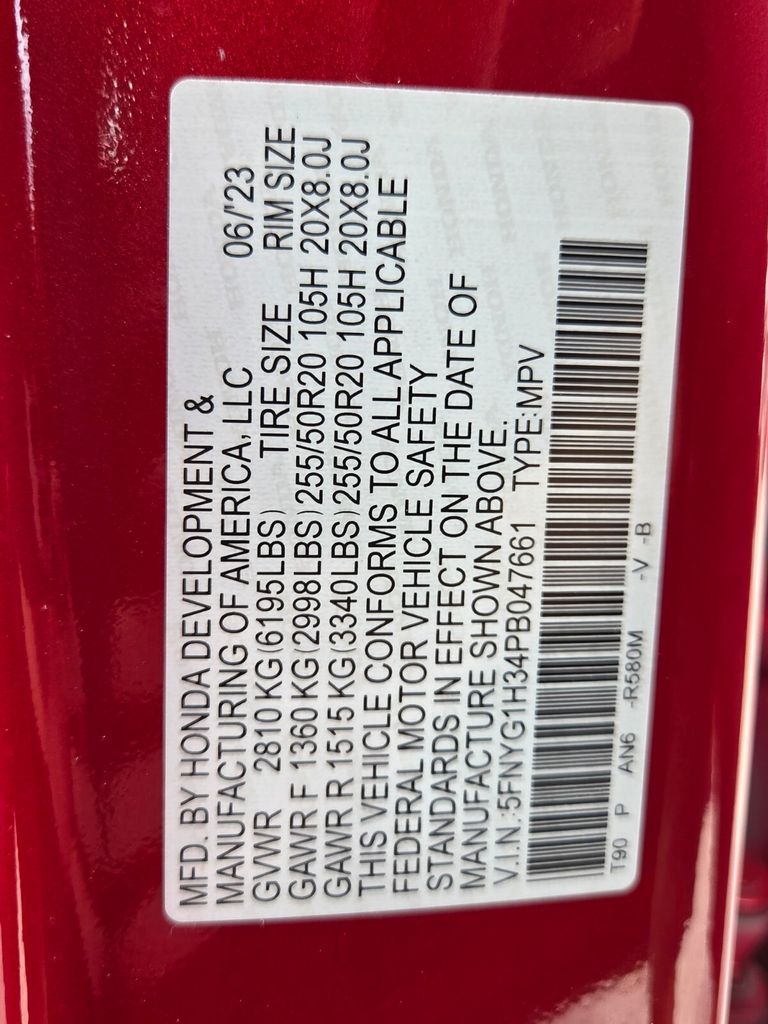 MFD. BY HONDA DEVELOPMENT &
MANUFACTURING OF AMERICA, LLC 06/'23
GVWR 2810 KG(6195LBS) TIRE SIZE RIM SIZE
GAWR F 1360 KG(2998LBS) 255/50R20 105H 20X8.0J
GAWR R 1515 KG(3340LBS) 255/50R20 105H 20X8.0J
THIS VEHICLE CONFORMS TO ALL APPLICABLE
FEDERAL MOTOR VEHICLE SAFETY
STANDARDS IN EFFECT ON THE DATE OF
MANUFACTURE SHOWN ABOVE.
V.I.N.:5FNYG1H34PB047661 TYPE:MPV
T90 P AN6 -R580M -V -B